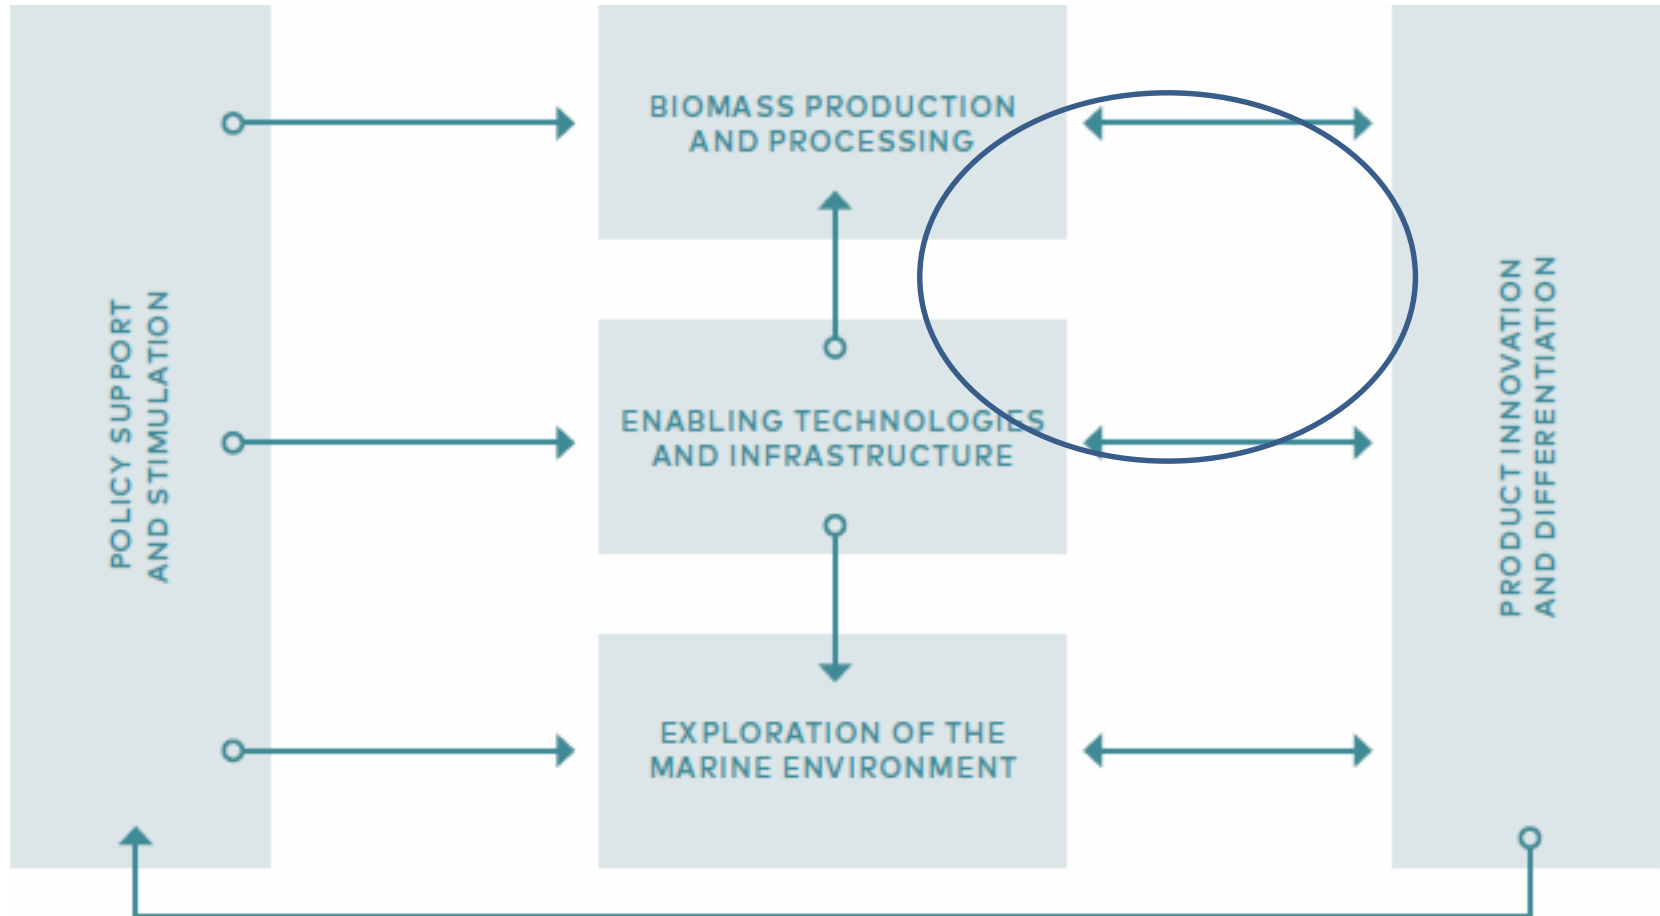 POLICY SUPPORT
AND STIMULATION
BIOMASS PRODUCTION
AND PROCESSING
ENABLING TECHNOLOGIES
AND INFRASTRUCTURE
EXPLORATION OF THE
MARINE ENVIRONMENT
PRODUCT INNOVATION
AND DIFFERENTIATION